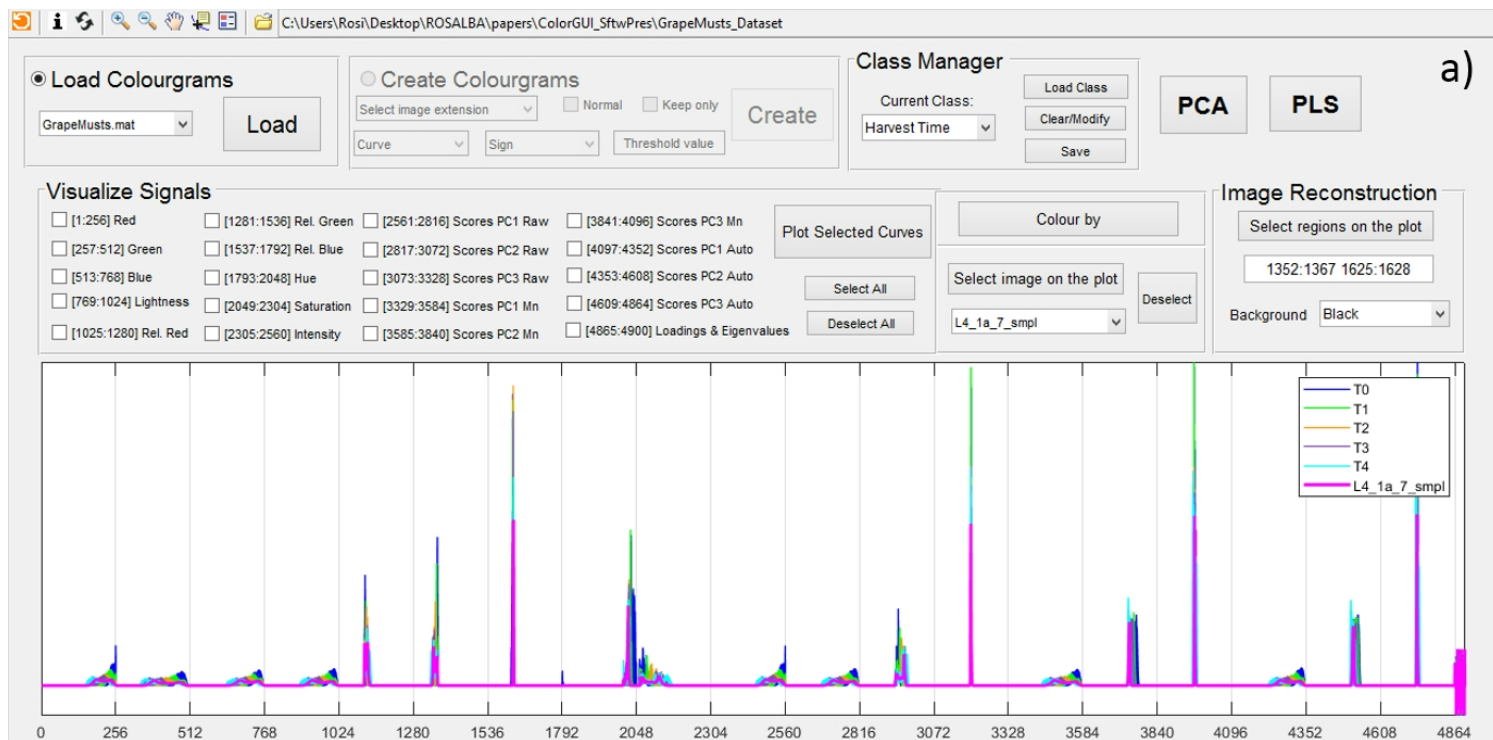 C:\Users\Rosi\Desktop\ROSALBA\papers\ColorGUI_SftwPres\GrapeMusts_Dataset
a)
Load Colourgrams
GrapeMusts.mat
Load
Create Colourgrams
Select image extension
Normal
Keep only
Curve
Sign
Threshold value
Create
Class Manager
Current Class:
Harvest Time
Load Class
Clear/Modify
Save
PCA
PLS
Visualize Signals
[1:256] Red
[257:512] Green
[513:768] Blue
[769:1024] Lightness
[1025:1280] Rel. Red
[1281:1536] Rel. Green
[1537:1792] Rel. Blue
[1793:2048] Hue
[2049:2304] Saturation
[2305:2560] Intensity
[2561:2816] Scores PC1 Raw
[2817:3072] Scores PC2 Raw
[3073:3328] Scores PC3 Raw
[3329:3584] Scores PC1 Mn
[3585:3840] Scores PC2 Mn
[3841:4096] Scores PC3 Mn
[4097:4352] Scores PC1 Auto
[4353:4608] Scores PC2 Auto
[4609:4864] Scores PC3 Auto
[4865:4900] Loadings & Eigenvalues
Plot Selected Curves
Select All
Deselect All
Colour by
Select image on the plot
L4_1a_7_smpl
Deselect
Image Reconstruction
Select regions on the plot
1352:1367 1625:1628
Background
Black
T0
T1
T2
T3
T4
L4_1a_7_smpl
0 256 512 768 1024 1280 1536 1792 2048 2304 2560 2816 3072 3328 3584 3840 4096 4352 4608 4864